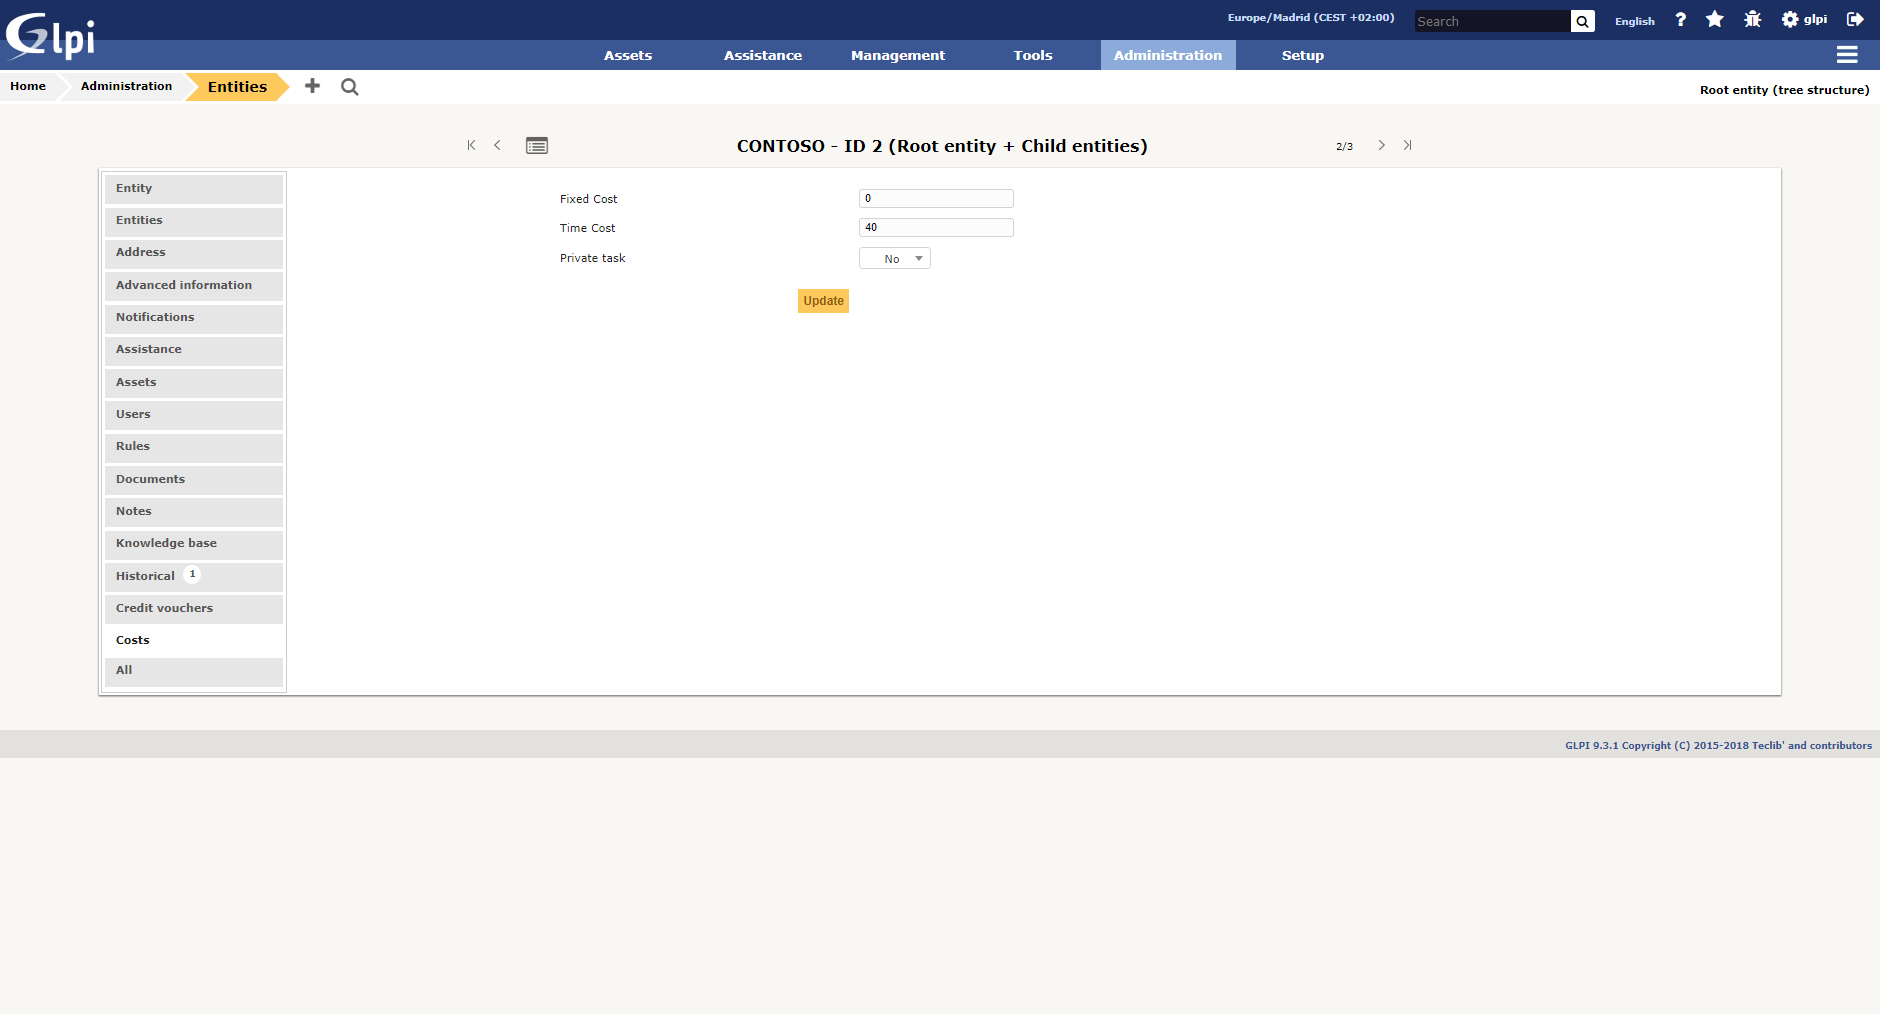 Glpi
Europe/Madrid (CEST +02:00)
Search
English
?
glpi
Assets
Assistance
Management
Tools
Administration
Setup
Home
Administration
Entities
Root entity (tree structure)
CONTOSO - ID 2 (Root entity + Child entities)
2/3
Entity
Entities
Address
Advanced information
Notifications
Assistance
Assets
Users
Rules
Documents
Notes
Knowledge base
Historical 1
Credit vouchers
Costs
All
Fixed Cost 0
Time Cost 40
Private task No
Update
GLPI 9.3.1 Copyright (C) 2015-2018 Teclib' and contributors